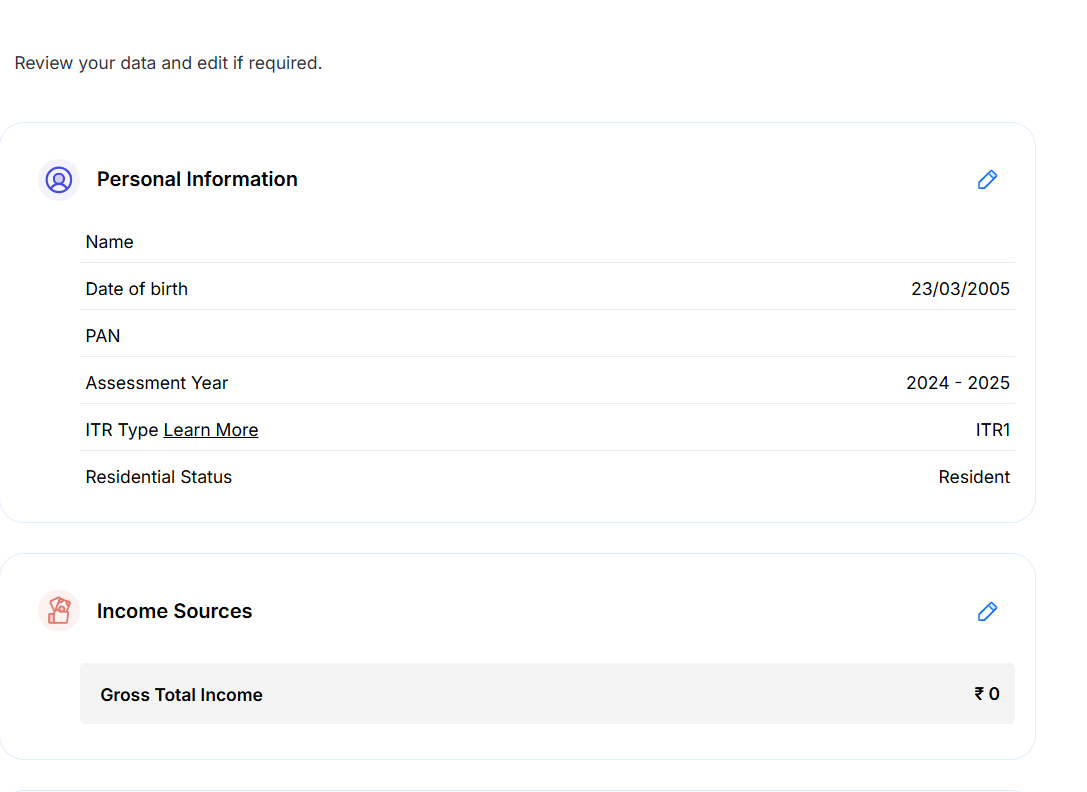 Review your data and edit if required.
Personal Information
Name
Date of birth 23/03/2005
PAN
Assessment Year 2024 - 2025
ITR Type Learn More ITR1
Residential Status Resident
Income Sources
Gross Total Income ₹ 0